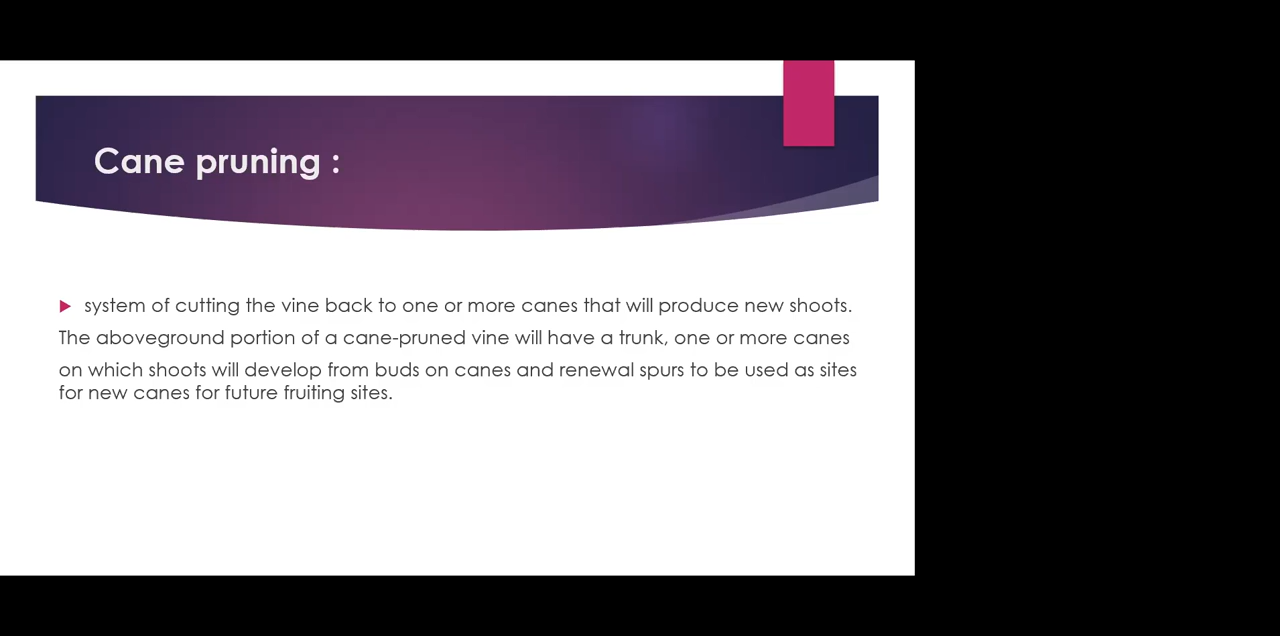 Cane pruning :
system of cutting the vine back to one or more canes that will produce new shoots.
The aboveground portion of a cane-pruned vine will have a trunk, one or more canes
on which shoots will develop from buds on canes and renewal spurs to be used as sites
for new canes for future fruiting sites.